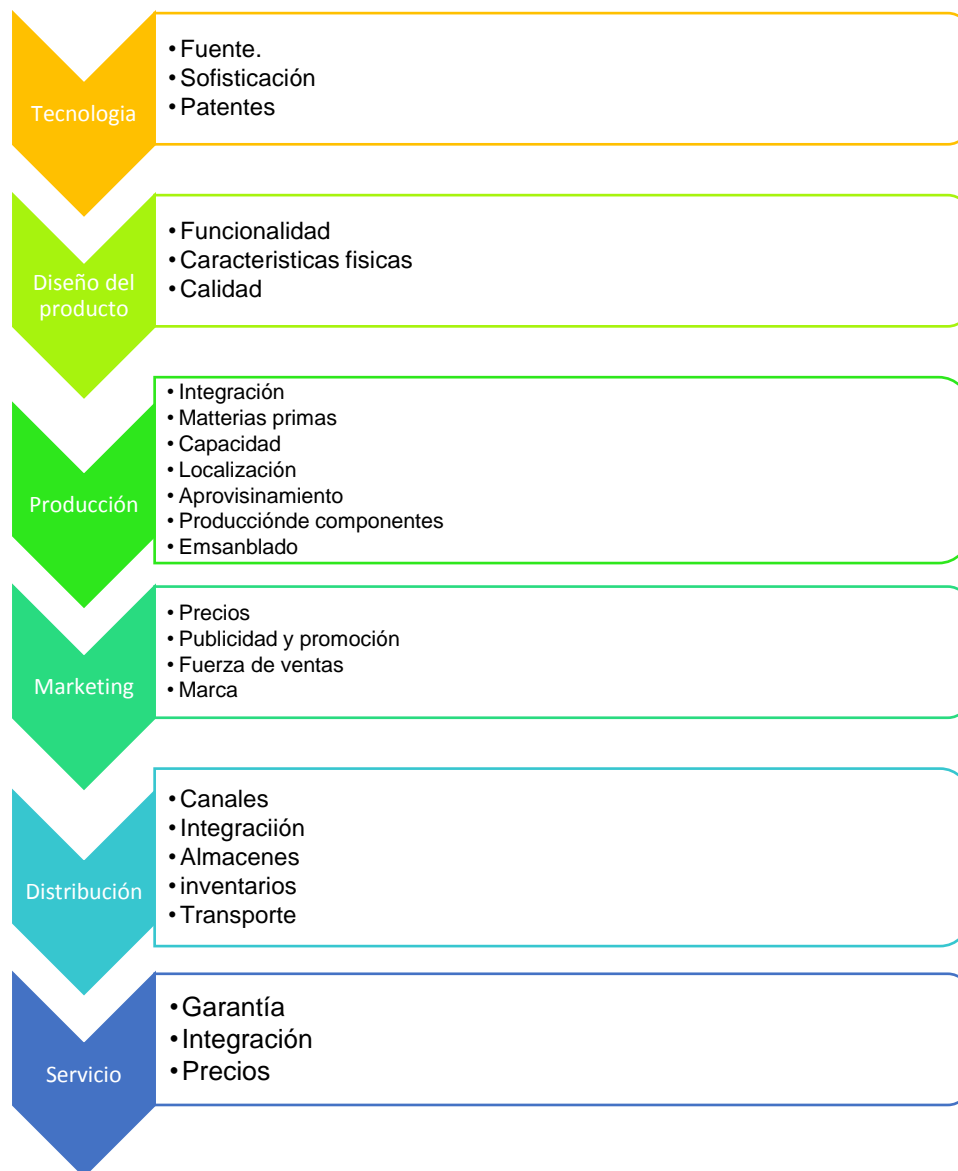 Tecnologia
• Fuente.
• Sofisticación
• Patentes
Diseño del
producto
• Funcionalidad
• Caracteristicas fisicas
• Calidad
Producción
• Integración
• Matterias primas
• Capacidad
• Localización
• Aprovisinamiento
• Producciónde componentes
• Emsanblado
Marketing
• Precios
• Publicidad y promoción
• Fuerza de ventas
• Marca
Distribución
• Canales
• Integraciión
• Almacenes
• inventarios
• Transporte
Servicio
• Garantía
• Integración
• Precios